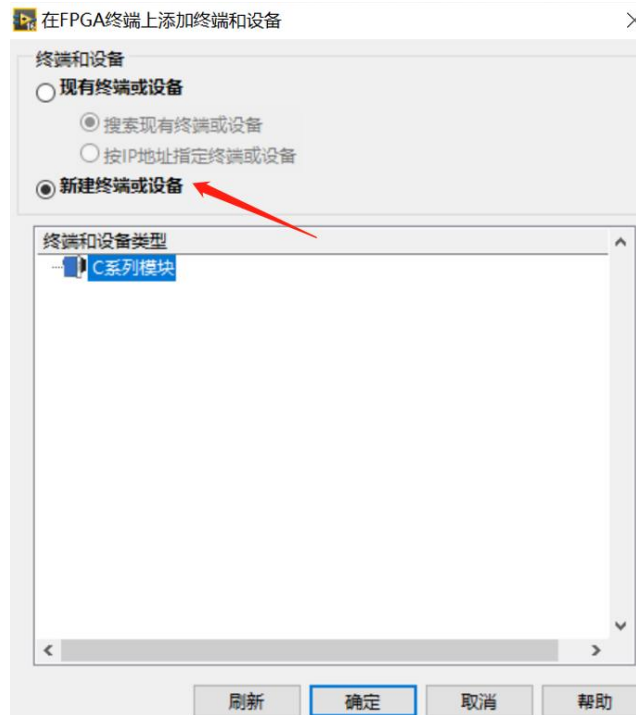 在FPGA终端上添加终端和设备
终端和设备
现有终端或设备
搜索现有终端或设备
按IP地址指定终端或设备
新建终端或设备
终端和设备类型
C系列模块
刷新 确定 取消 帮助